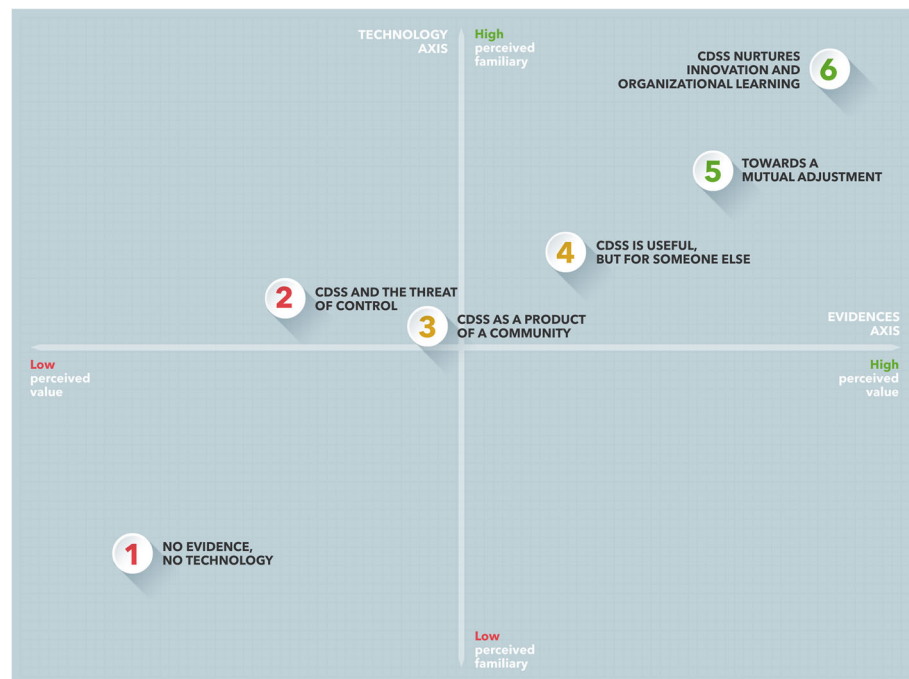 TECHNOLOGY
AXIS
High
perceived
familiary
CDSS NURTURES
INNOVATION AND
ORGANIZATIONAL LEARNING
6
5
TOWARDS A
MUTUAL ADJUSTMENT
4
CDSS IS USEFUL,
BUT FOR SOMEONE ELSE
2
CDSS AND THE THREAT
OF CONTROL
3
CDSS AS A PRODUCT
OF A COMMUNITY
EVIDENCES
AXIS
Low
perceived
value
High
perceived
value
1
NO EVIDENCE,
NO TECHNOLOGY
Low
perceived
familiary